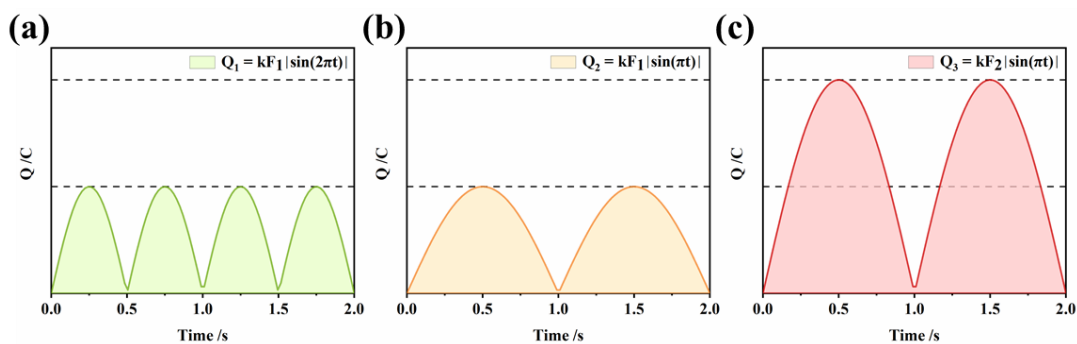 (a)
Q₁ = kF₁|sin(2πt)|
Q /C
0.0 0.5 1.0 1.5 2.0
Time /s
(b)
Q₂ = kF₁|sin(πt)|
Q /C
0.0 0.5 1.0 1.5 2.0
Time /s
(c)
Q₃ = kF₂|sin(πt)|
Q /C
0.0 0.5 1.0 1.5 2.0
Time /s